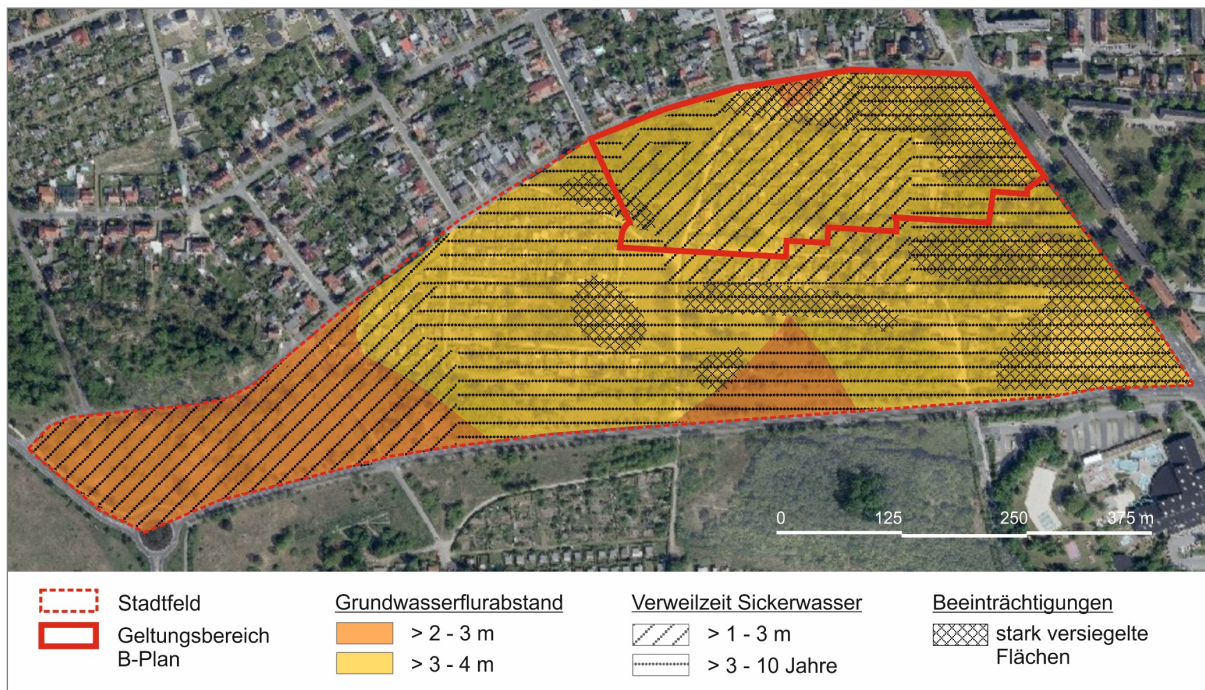 0 125 250 375 m
Stadtfeld
Geltungsbereich
B-Plan
Grundwasserflurabstand
> 2 - 3 m
> 3 - 4 m
Verweilzeit Sickerwasser
> 1 - 3 m
> 3 - 10 Jahre
Beeinträchtigungen
stark versiegelte
Flächen